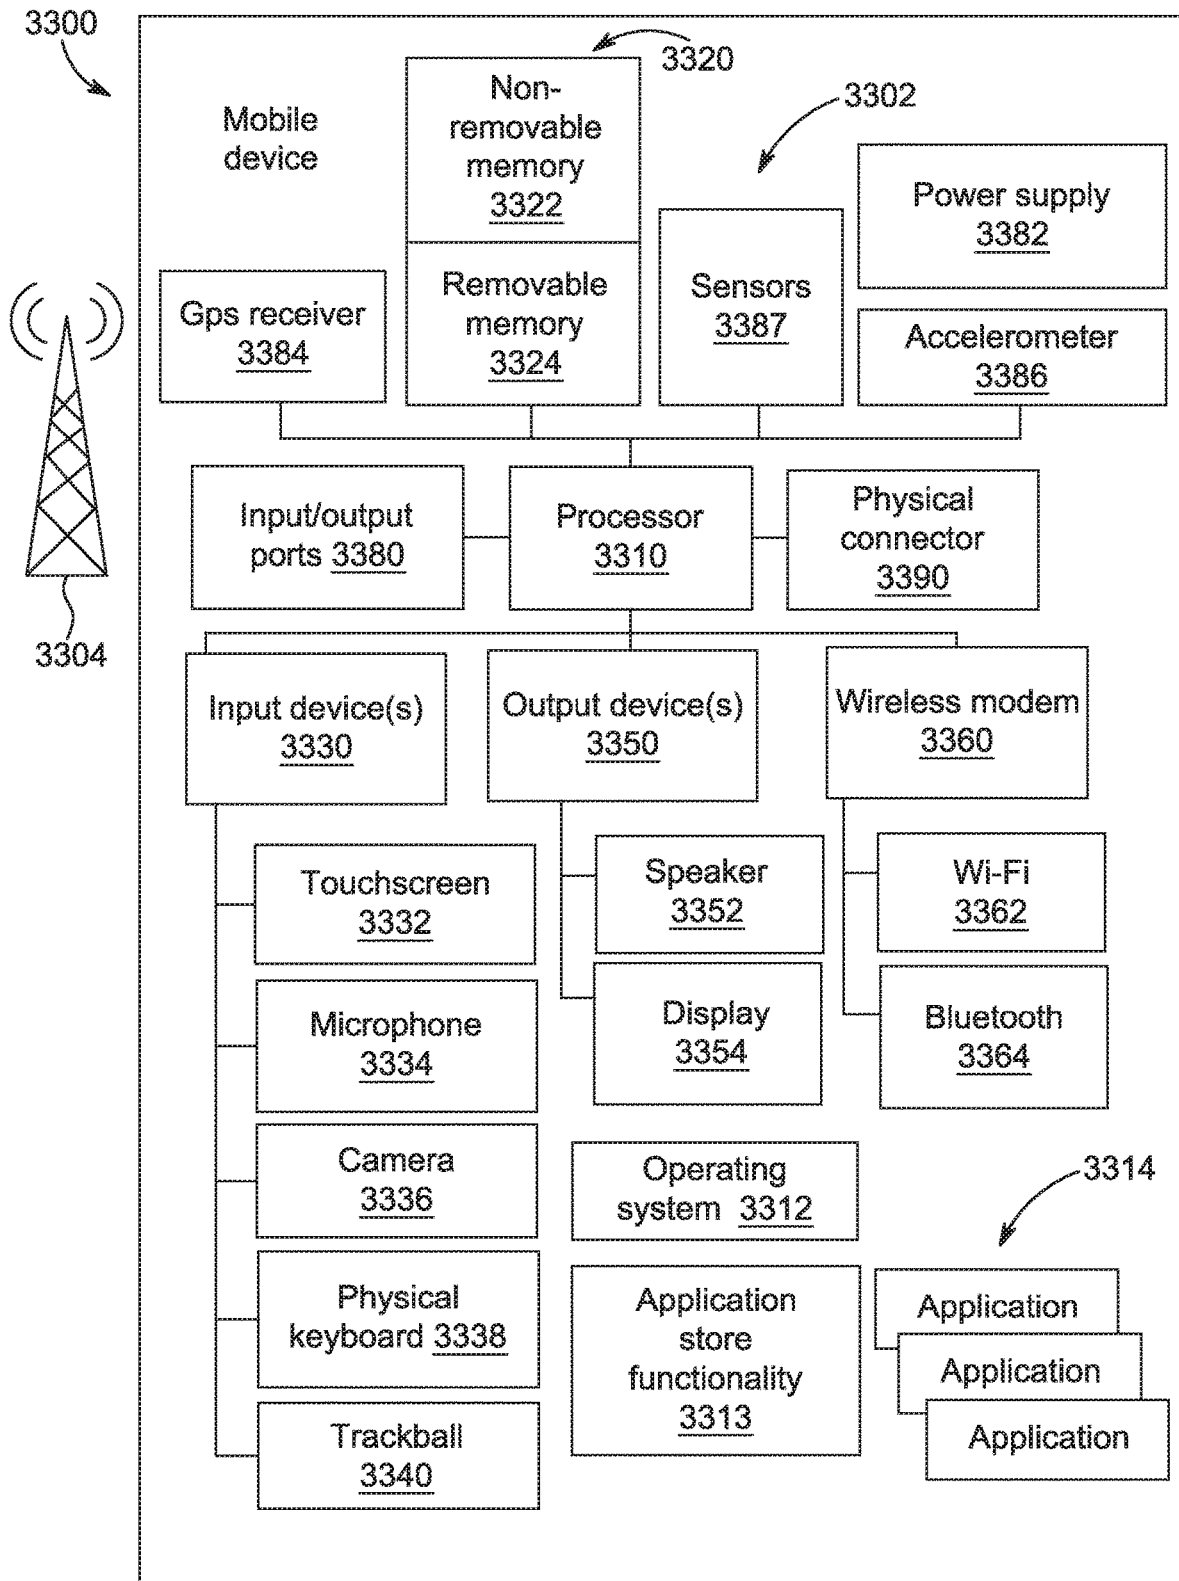 3300
3320
3302
Mobile
device
Non-
removable
memory
3322
Removable
memory
3324
Sensors
3387
Power supply
3382
Gps receiver
3384
Accelerometer
3386
3304
Input/output
ports 3380
Processor
3310
Physical
connector
3390
Input device(s)
3330
Output device(s)
3350
Wireless modem
3360
Touchscreen
3332
Microphone
3334
Camera
3336
Physical
keyboard 3338
Trackball
3340
Speaker
3352
Display
3354
Wi-Fi
3362
Bluetooth
3364
Operating
system 3312
Application
store
functionality
3313
3314
Application
Application
Application